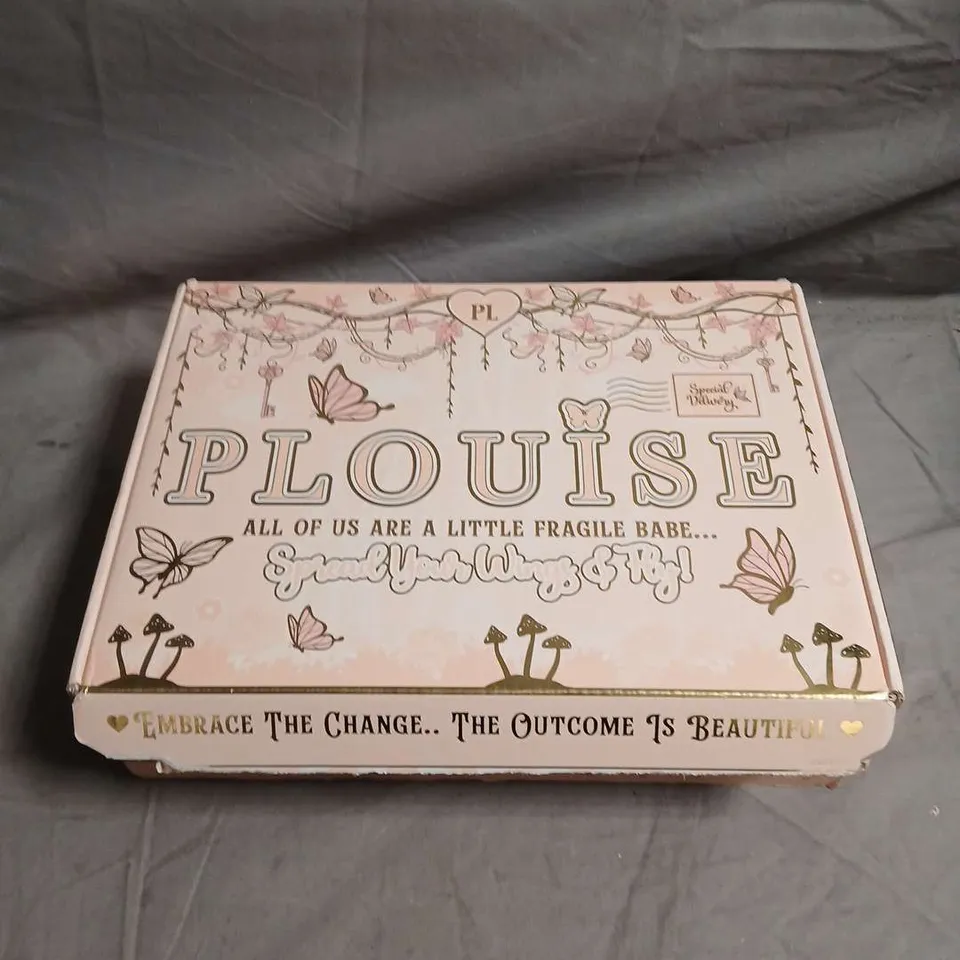 PL
Special
Delivery
PLOUISE
ALL OF US ARE A LITTLE FRAGILE BABE...
Spread Your Wings & Fly!
EMBRACE THE CHANGE.. THE OUTCOME IS BEAUTIFUL